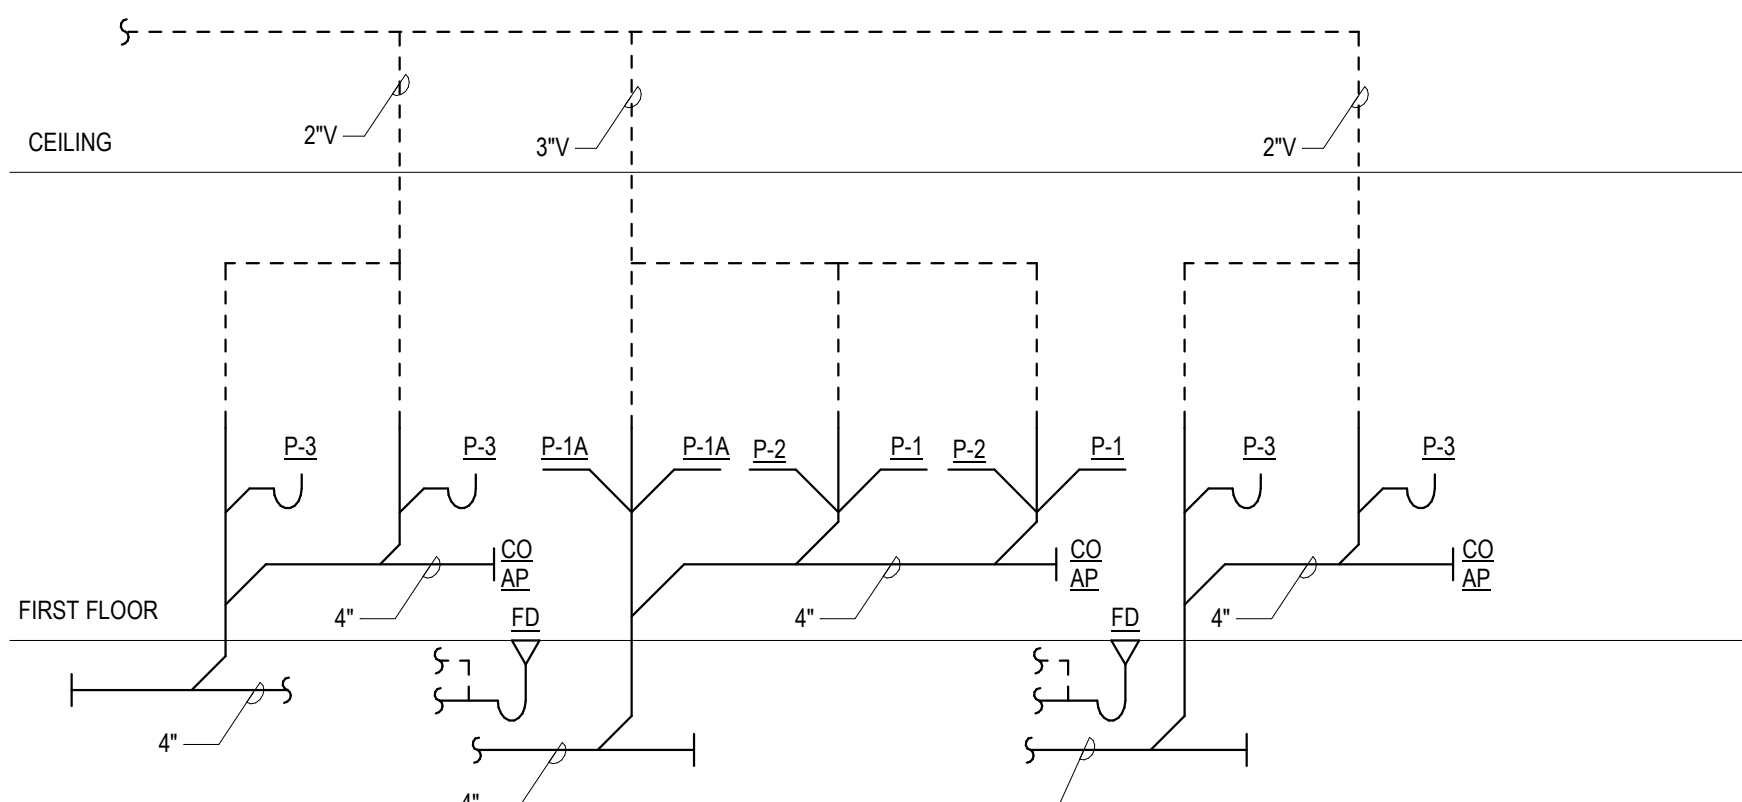 2"V
3"V
2"V
CEILING
P-3
P-3
P-1A
P-1A
P-2
P-1
P-2
P-1
P-3
P-3
CO
AP
CO
AP
CO
AP
4"
4"
4"
FIRST FLOOR
FD
FD
4"
4"